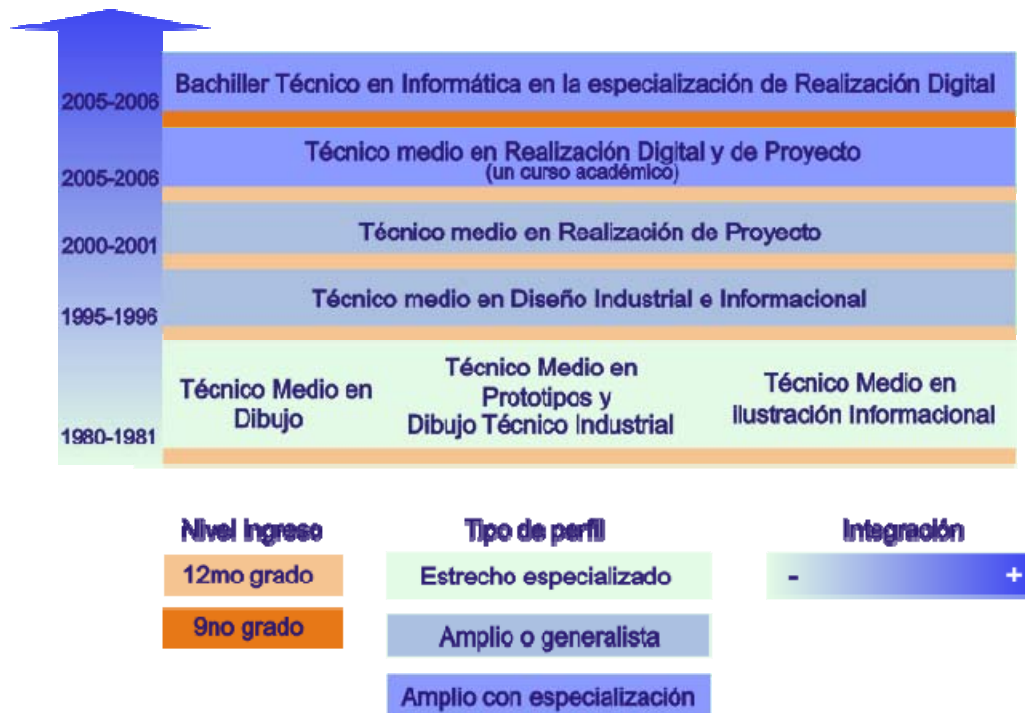 Bachiller Técnico en Informática en la especialización de Realización Digital
2005-2006
Técnico medio en Realización Digital y de Proyecto
(un curso académico)
2005-2006
Técnico medio en Realización de Proyecto
2000-2001
Técnico medio en Diseño Industrial e Informacional
1995-1996
Técnico Medio en
Dibujo
Técnico Medio en
Prototipos y
Dibujo Técnico Industrial
Técnico Medio en
ilustración Informacional
1980-1981
Nivel ingreso
12mo grado
9no grado
Tipo de perfil
Estrecho especializado
Amplio o generalista
Amplio con especialización
Integración
- +